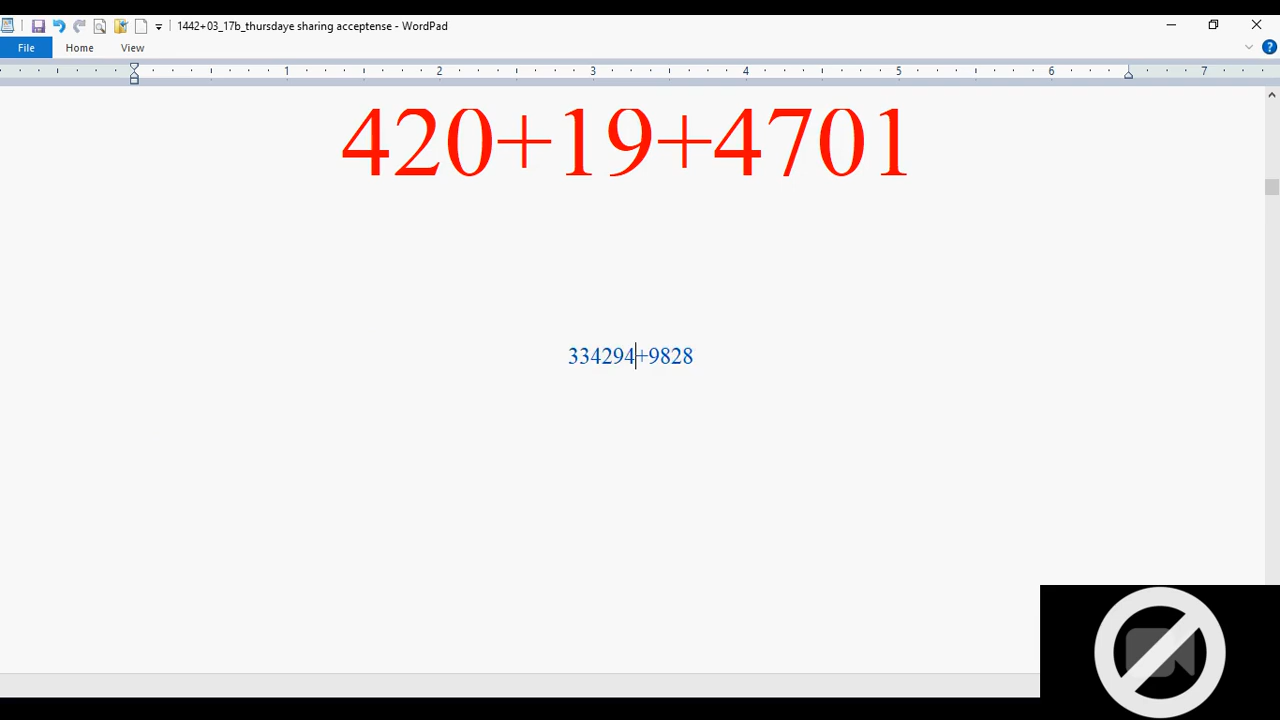 1442+03_17b_thursdaye sharing acceptense - WordPad
File Home View
1 2 3 4 5 6 7
420+19+4701
334294+9828